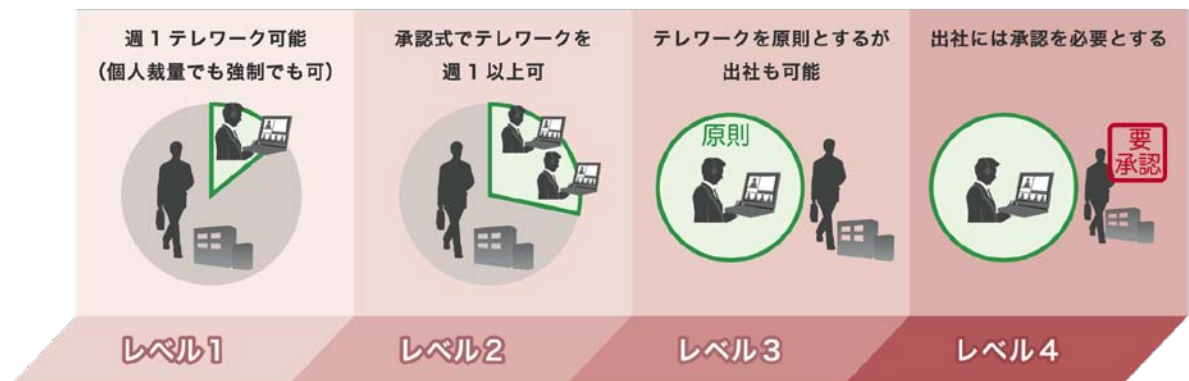 週1テレワーク可能
（個人裁量でも強制でも可）
承認式でテレワークを
週1以上可
テレワークを原則とするが
出社も可能
原則
出社には承認を必要とする
要
承認
レベル1
レベル2
レベル3
レベル4